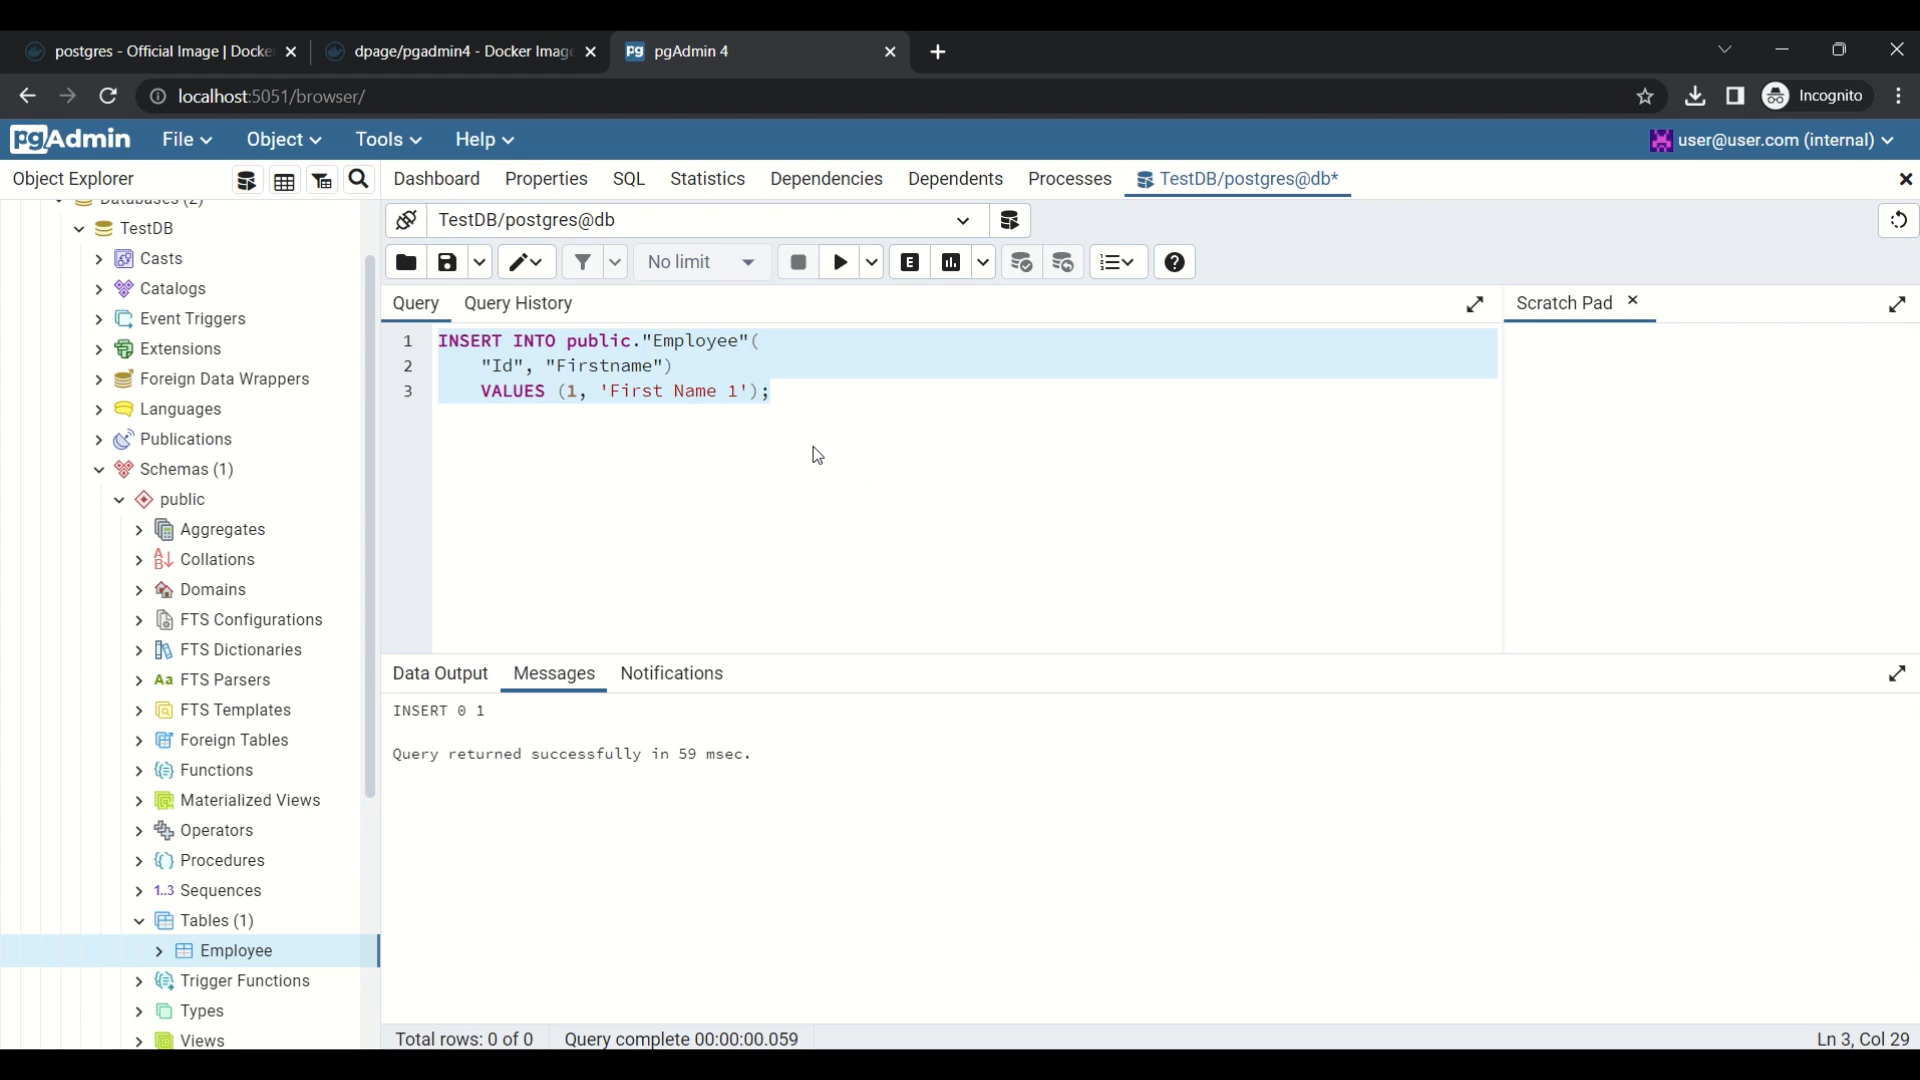 postgres - Official Image | Docke
dpage/pgadmin4 - Docker Image
pgAdmin 4
localhost:5051/browser/
Incognito
pgAdmin
File
Object
Tools
Help
user@user.com (internal)
Object Explorer
Dashboard
Properties
SQL
Statistics
Dependencies
Dependents
Processes
TestDB/postgres@db*
Databases (2)
TestDB
Casts
Catalogs
Event Triggers
Extensions
Foreign Data Wrappers
Languages
Publications
Schemas (1)
public
Aggregates
Collations
Domains
FTS Configurations
FTS Dictionaries
Aa FTS Parsers
FTS Templates
Foreign Tables
Functions
Materialized Views
Operators
Procedures
1..3 Sequences
Tables (1)
Employee
Trigger Functions
Types
Views
TestDB/postgres@db
No limit
E
Query
Query History
Scratch Pad
1 INSERT INTO public."Employee"(
2 "Id", "Firstname")
3 VALUES (1, 'First Name 1');
Data Output
Messages
Notifications
INSERT 0 1
Query returned successfully in 59 msec.
Total rows: 0 of 0
Query complete 00:00:00.059
Ln 3, Col 29